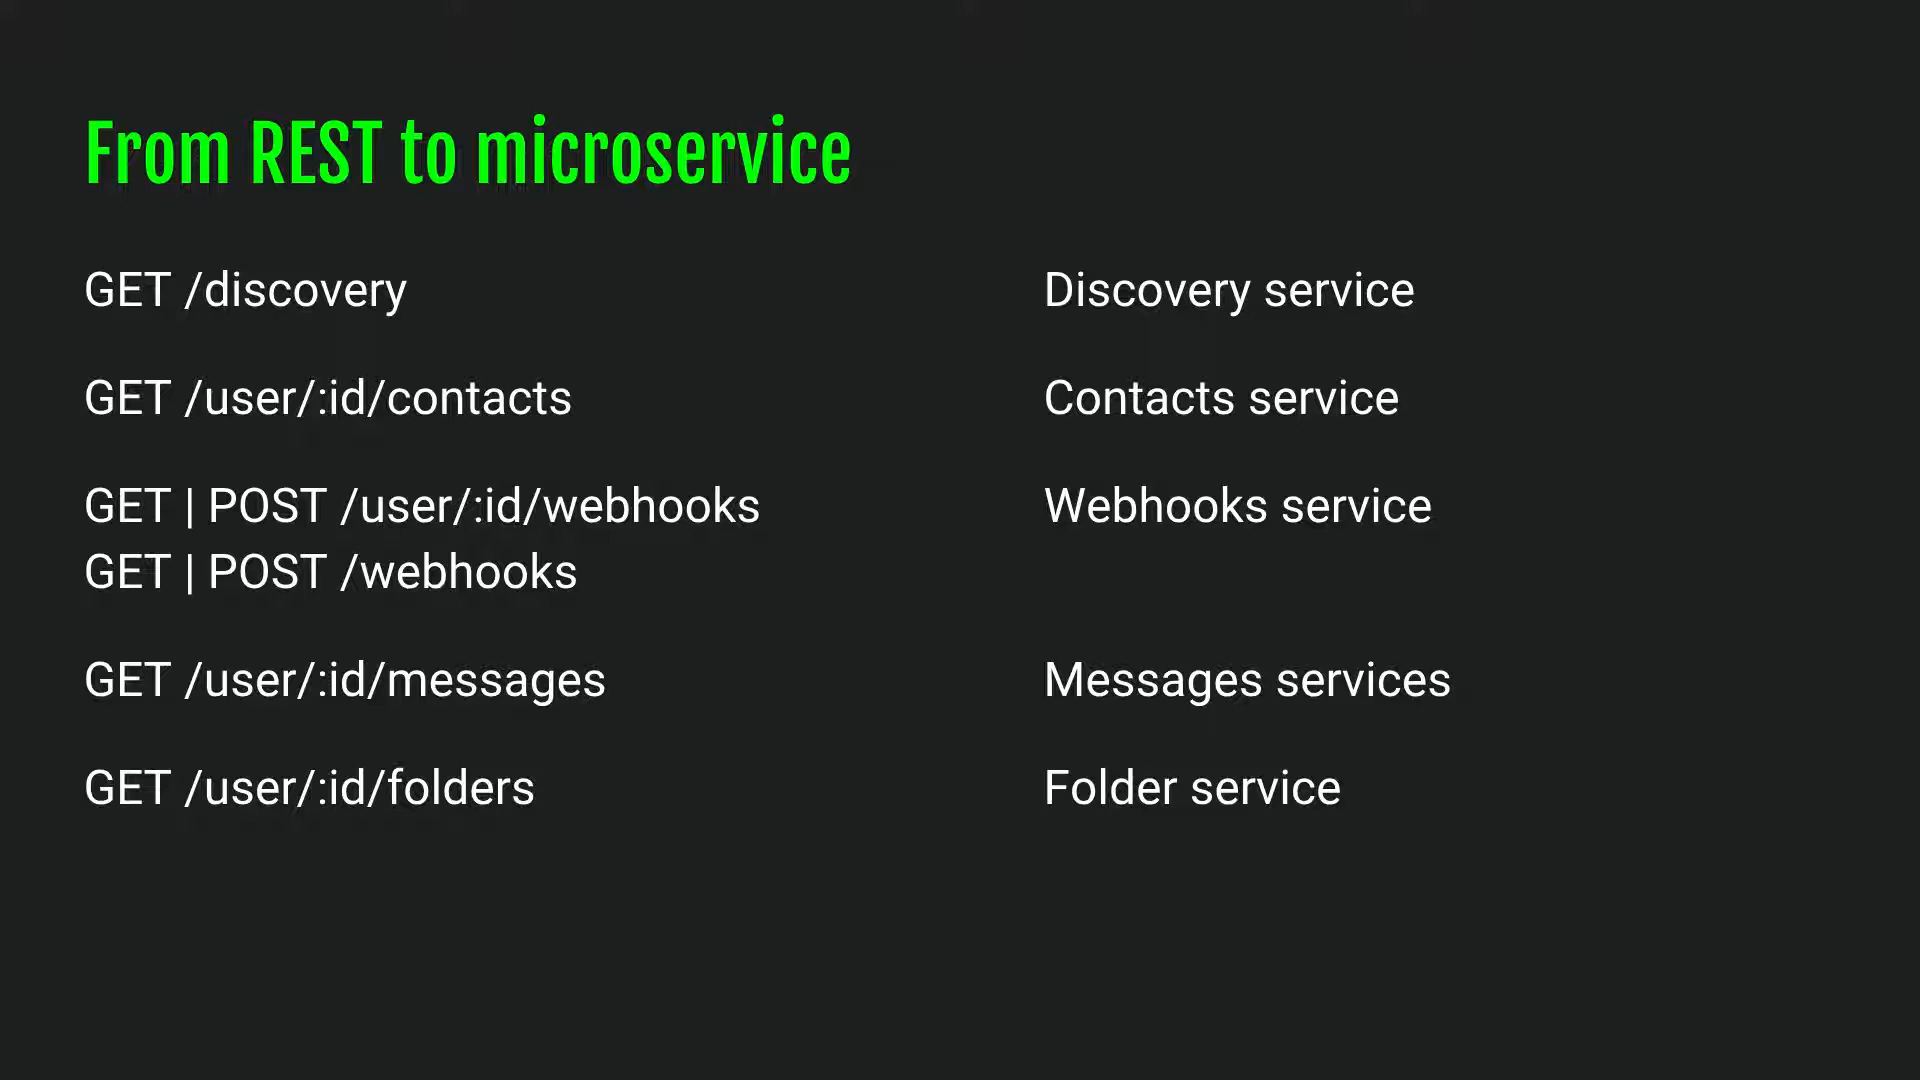 From REST to microservice
GET /discovery
Discovery service
GET /user/:id/contacts
Contacts service
GET | POST /user/:id/webhooks
Webhooks service
GET | POST /webhooks
GET /user/:id/messages
Messages services
GET /user/:id/folders
Folder service